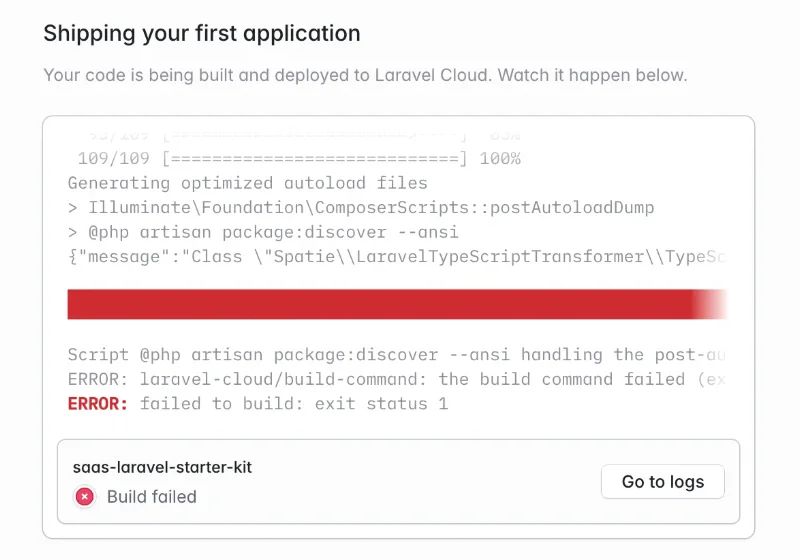 Shipping your first application
Your code is being built and deployed to Laravel Cloud. Watch it happen below.
109/109 [============================] 100%
Generating optimized autoload files
> Illuminate\Foundation\ComposerScripts::postAutoloadDump
> @php artisan package:discover --ansi
{"message":"Class \"Spatie\\LaravelTypeScriptTransformer\\TypeSc
Script @php artisan package:discover --ansi handling the post-au
ERROR: laravel-cloud/build-command: the build command failed (ex
ERROR: failed to build: exit status 1
saas-laravel-starter-kit
Build failed
Go to logs